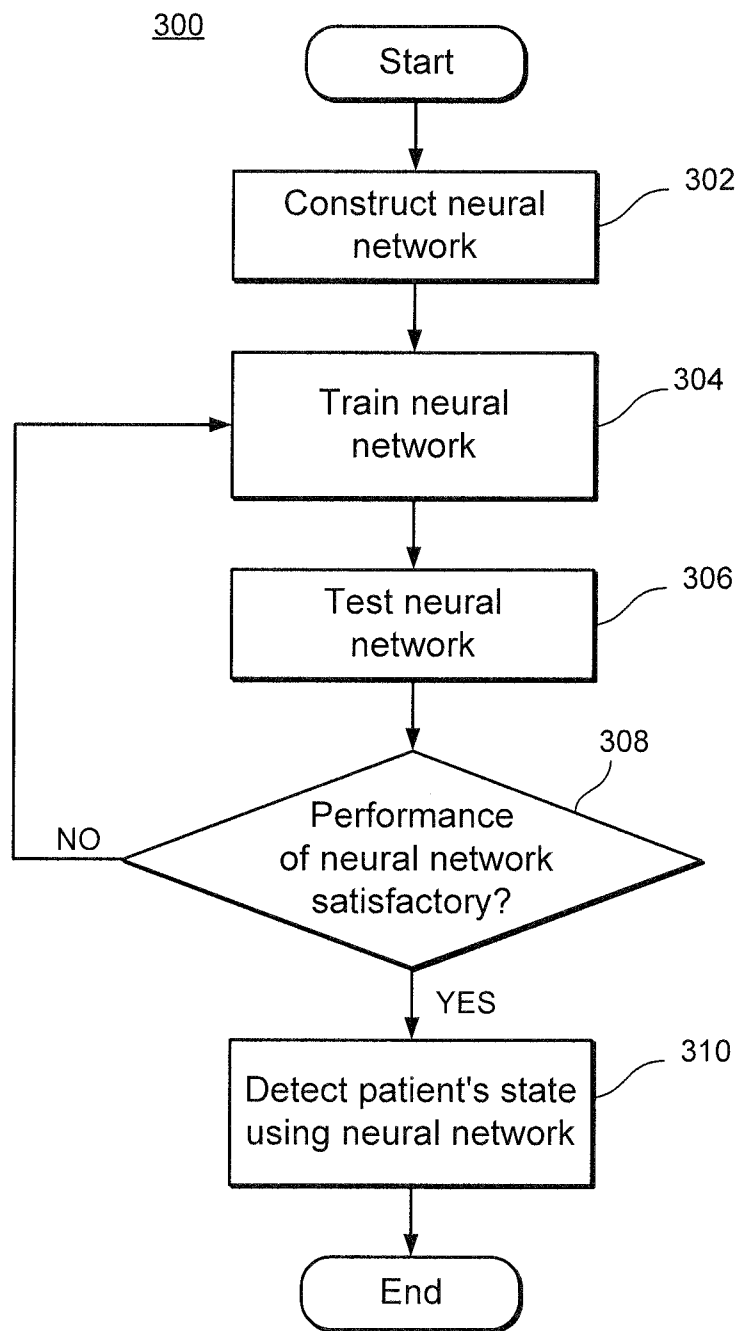 300
Start
Construct neural
network
302
Train neural
network
304
Test neural
network
306
Performance
of neural network
satisfactory?
308
NO
YES
Detect patient's state
using neural network
310
End